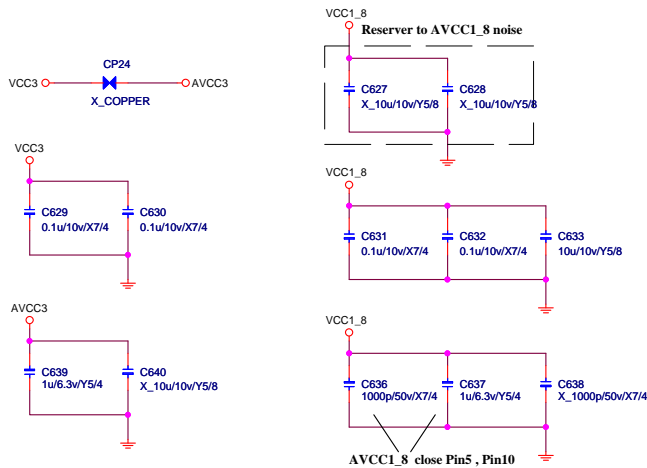 CP24
VCC3
AVCC3
X_COPPER
VCC1_8
Reserver to AVCC1_8 noise
C627
X_10u/10v/Y5/8
C628
X_10u/10v/Y5/8
VCC3
C629
0.1u/10v/X7/4
C630
0.1u/10v/X7/4
VCC1_8
C631
0.1u/10v/X7/4
C632
0.1u/10v/X7/4
C633
10u/10v/Y5/8
AVCC3
C639
1u/6.3v/Y5/4
C640
X_10u/10v/Y5/8
VCC1_8
C636
1000p/50v/X7/4
C637
1u/6.3v/Y5/4
C638
X_1000p/50v/X7/4
AVCC1_8 close Pin5 , Pin10